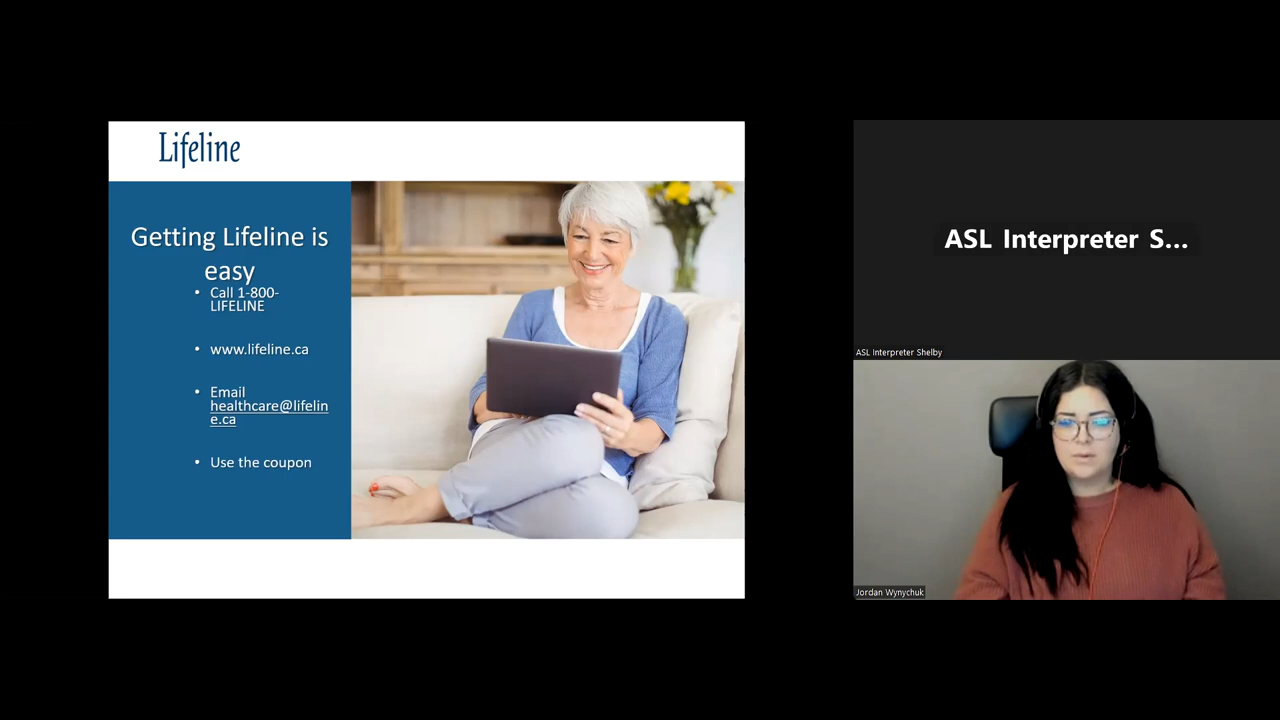 Lifeline
Getting Lifeline is
easy
• Call 1-800-
LIFELINE
• www.lifeline.ca
• Email
healthcare@lifelin
e.ca
• Use the coupon
ASL Interpreter S...
ASL Interpreter Shelby
Jordan Wynychuk